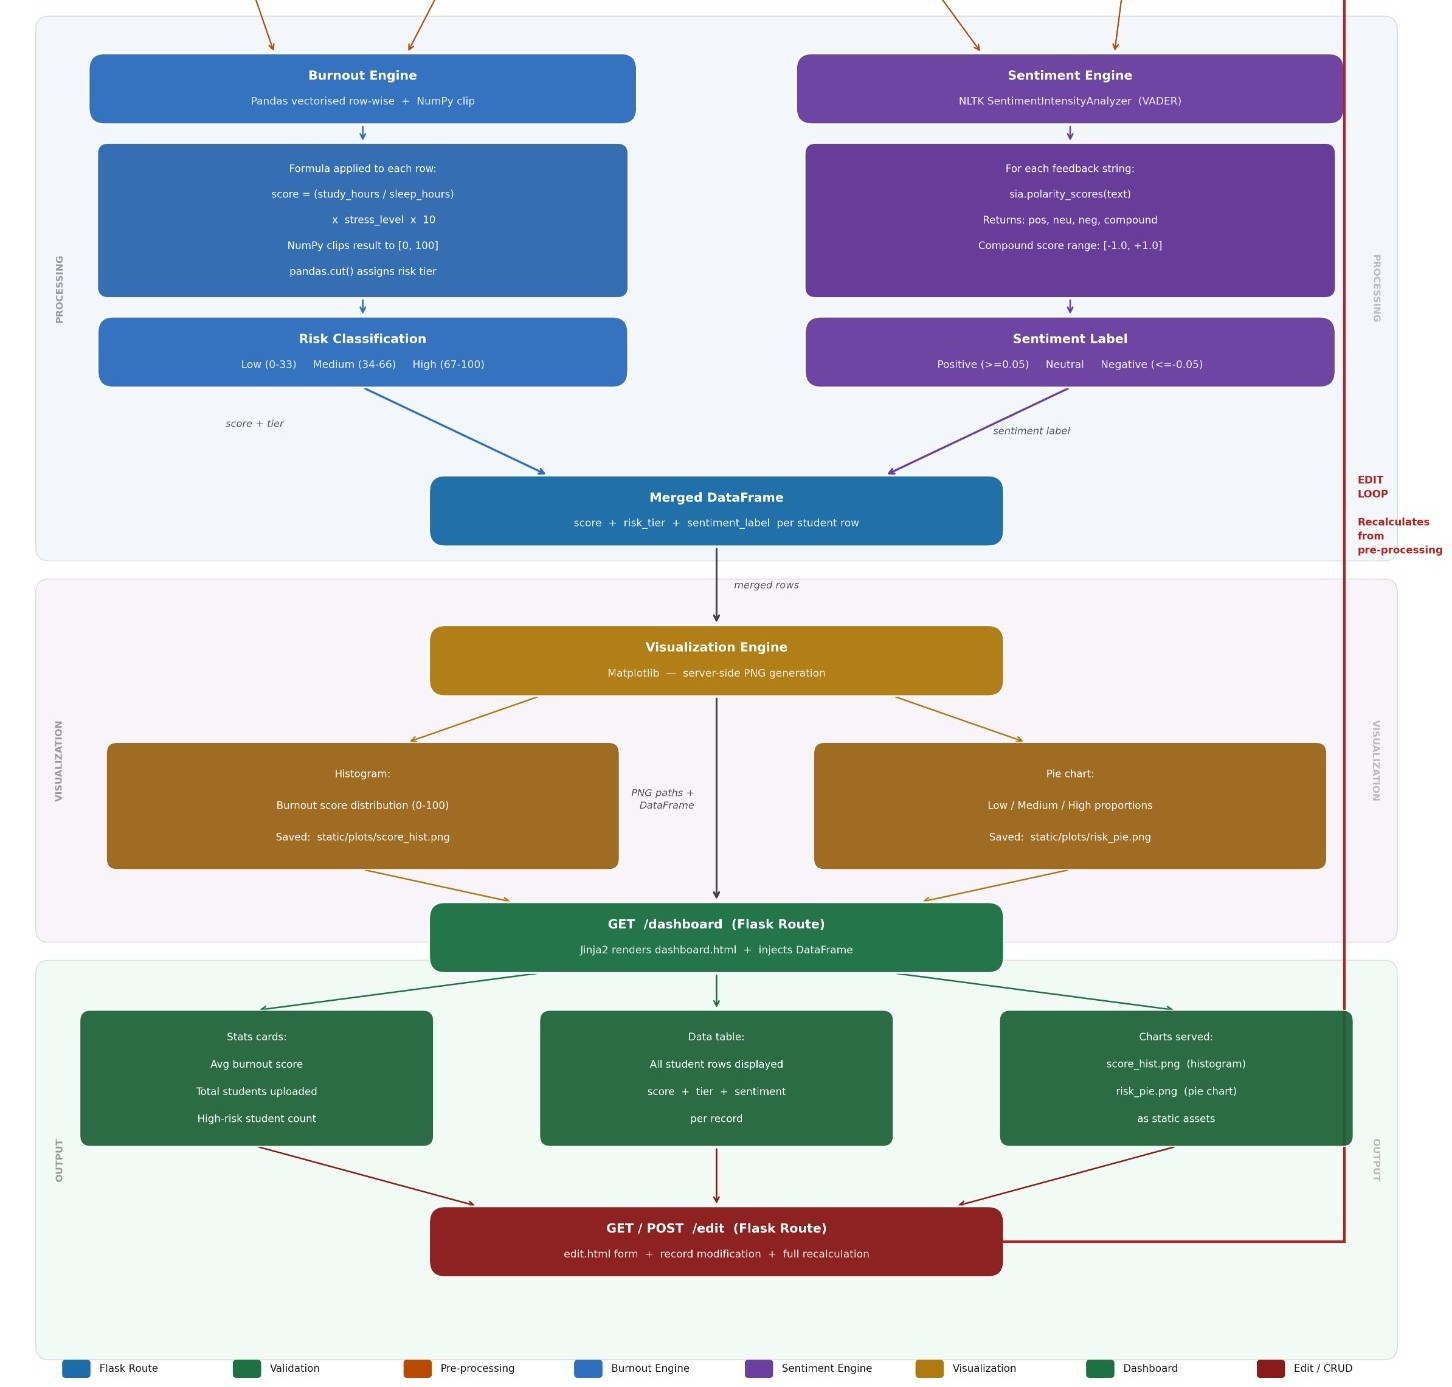 Burnout Engine
Pandas vectorised row-wise + NumPy clip
Sentiment Engine
NLTK SentimentIntensityAnalyzer (VADER)
Formula applied to each row:
score = (study_hours / sleep_hours)
x stress_level x 10
NumPy clips result to [0, 100]
pandas.cut() assigns risk tier
For each feedback string:
sia.polarity_scores(text)
Returns: pos, neu, neg, compound
Compound score range: [-1.0, +1.0]
PROCESSING
PROCESSING
Risk Classification
Low (0-33) Medium (34-66) High (67-100)
Sentiment Label
Positive (>=0.05) Neutral Negative (<=-0.05)
score + tier
sentiment label
Merged DataFrame
score + risk_tier + sentiment_label per student row
EDIT
LOOP
Recalculates
from
pre-processing
merged rows
Visualization Engine
Matplotlib — server-side PNG generation
VISUALIZATION
VISUALIZATION
Histogram:
Burnout score distribution (0-100)
Saved: static/plots/score_hist.png
PNG paths +
DataFrame
Pie chart:
Low / Medium / High proportions
Saved: static/plots/risk_pie.png
GET /dashboard (Flask Route)
Jinja2 renders dashboard.html + injects DataFrame
Stats cards:
Avg burnout score
Total students uploaded
High-risk student count
Data table:
All student rows displayed
score + tier + sentiment
per record
Charts served:
score_hist.png (histogram)
risk_pie.png (pie chart)
as static assets
OUTPUT
OUTPUT
GET / POST /edit (Flask Route)
edit.html form + record modification + full recalculation
Flask Route
Validation
Pre-processing
Burnout Engine
Sentiment Engine
Visualization
Dashboard
Edit / CRUD